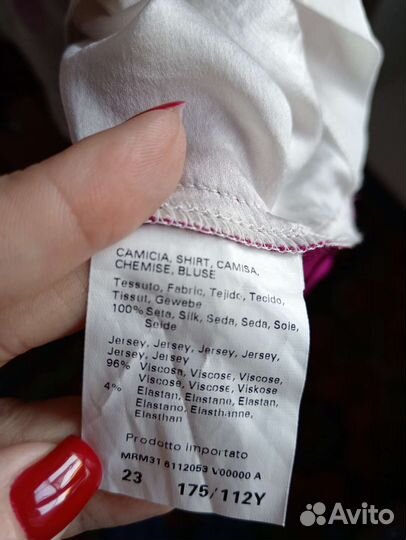 CAMICIA, SHIRT, CAMISA,
CHEMISE, BLUSE
Tessuto, Fabric, Tejido, Tecido,
Tissut, Gewebe
100% Seta, Silk, Seda, Seda, Soie,
Seide
Jersey, Jersey, Jersey, Jersey,
Jersey, Jersey
96% Viscosa, Viscose, Viscose,
Viscose, Viscose, Viskose
4% Elastan, Elastane, Elastan,
Elastano, Elasthanne,
Elasthan
Prodotto importato
MRM31 6112053 V00000 A
23 175/112Y
Avito